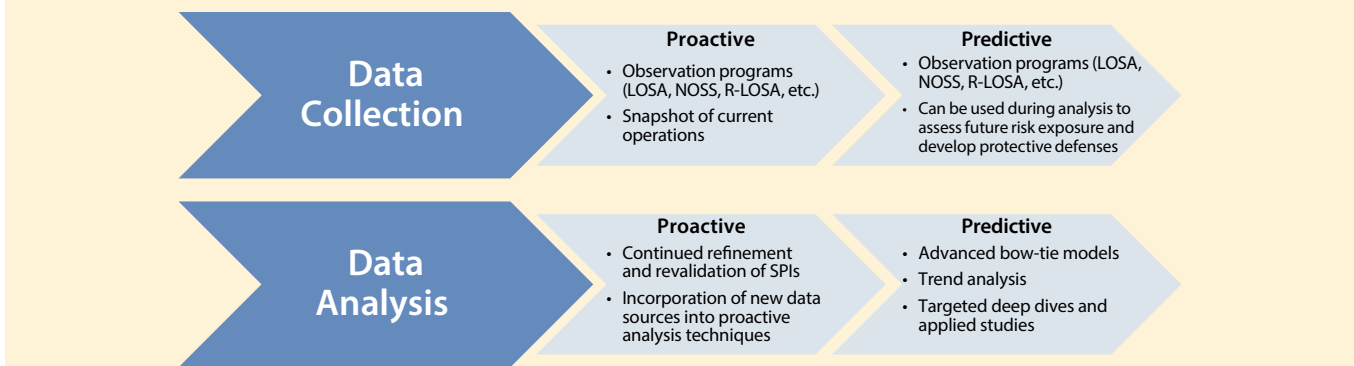 Data
Collection
Proactive
• Observation programs
(LOSA, NOSS, R-LOSA, etc.)
• Snapshot of current
operations
Predictive
• Observation programs (LOSA,
NOSS, R-LOSA, etc.)
• Can be used during analysis to
assess future risk exposure and
develop protective defenses
Data
Analysis
Proactive
• Continued refinement
and revalidation of SPIs
• Incorporation of new data
sources into proactive
analysis techniques
Predictive
• Advanced bow-tie models
• Trend analysis
• Targeted deep dives and
applied studies